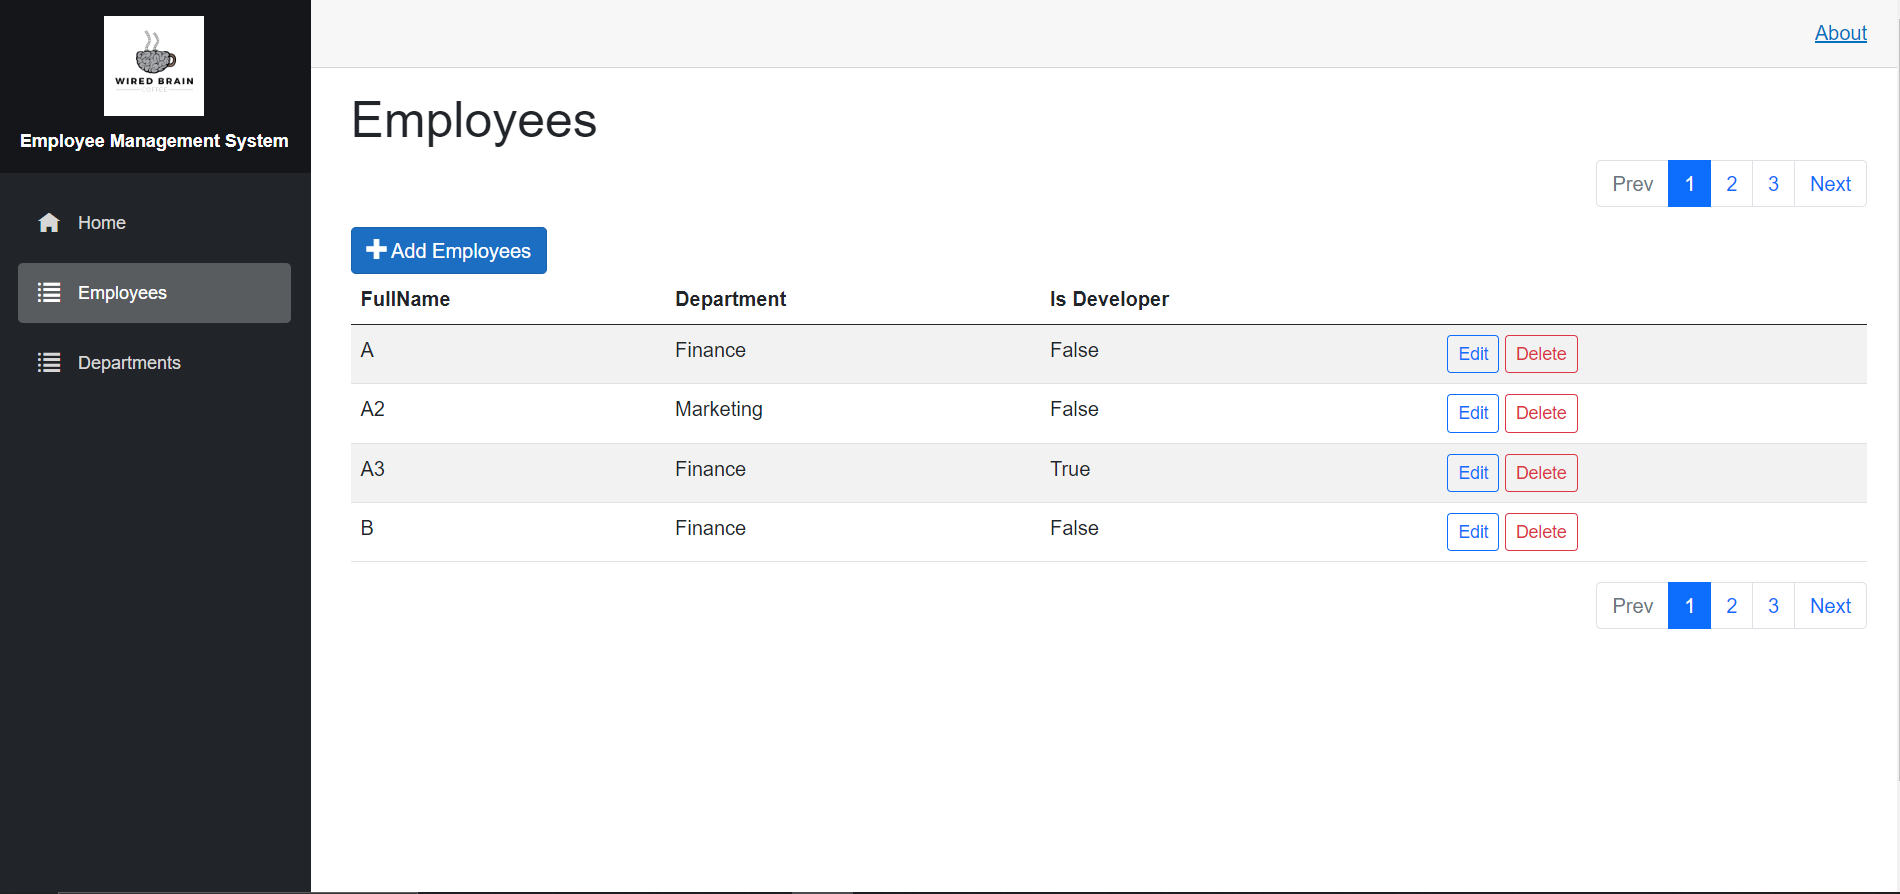 WIRED BRAIN
COFFEE
Employee Management System
Home
Employees
Departments
About
Employees
Prev 1 2 3 Next
Add Employees
FullName Department Is Developer
A Finance False Edit Delete
A2 Marketing False Edit Delete
A3 Finance True Edit Delete
B Finance False Edit Delete
Prev 1 2 3 Next